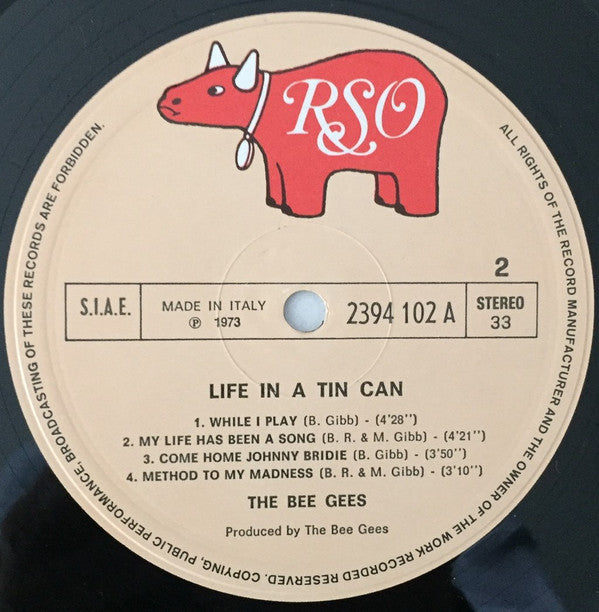 RSO
2
S.I.A.E.
MADE IN ITALY
℗ 1973
2394 102 A
STEREO
33
LIFE IN A TIN CAN
1. WHILE I PLAY (B. Gibb) - (4'28'')
2. MY LIFE HAS BEEN A SONG (B. R. & M. Gibb) - (4'21'')
3. COME HOME JOHNNY BRIDIE (B. Gibb) - (3'50'')
4. METHOD TO MY MADNESS (B. R. & M. Gibb) - (3'10'')
THE BEE GEES
Produced by The Bee Gees
ALL RIGHTS OF THE RECORD MANUFACTURER AND THE OWNER OF THE WORK RECORDED RESERVED. COPYING, PUBLIC PERFORMANCE, BROADCASTING OF THESE RECORDS ARE FORBIDDEN.